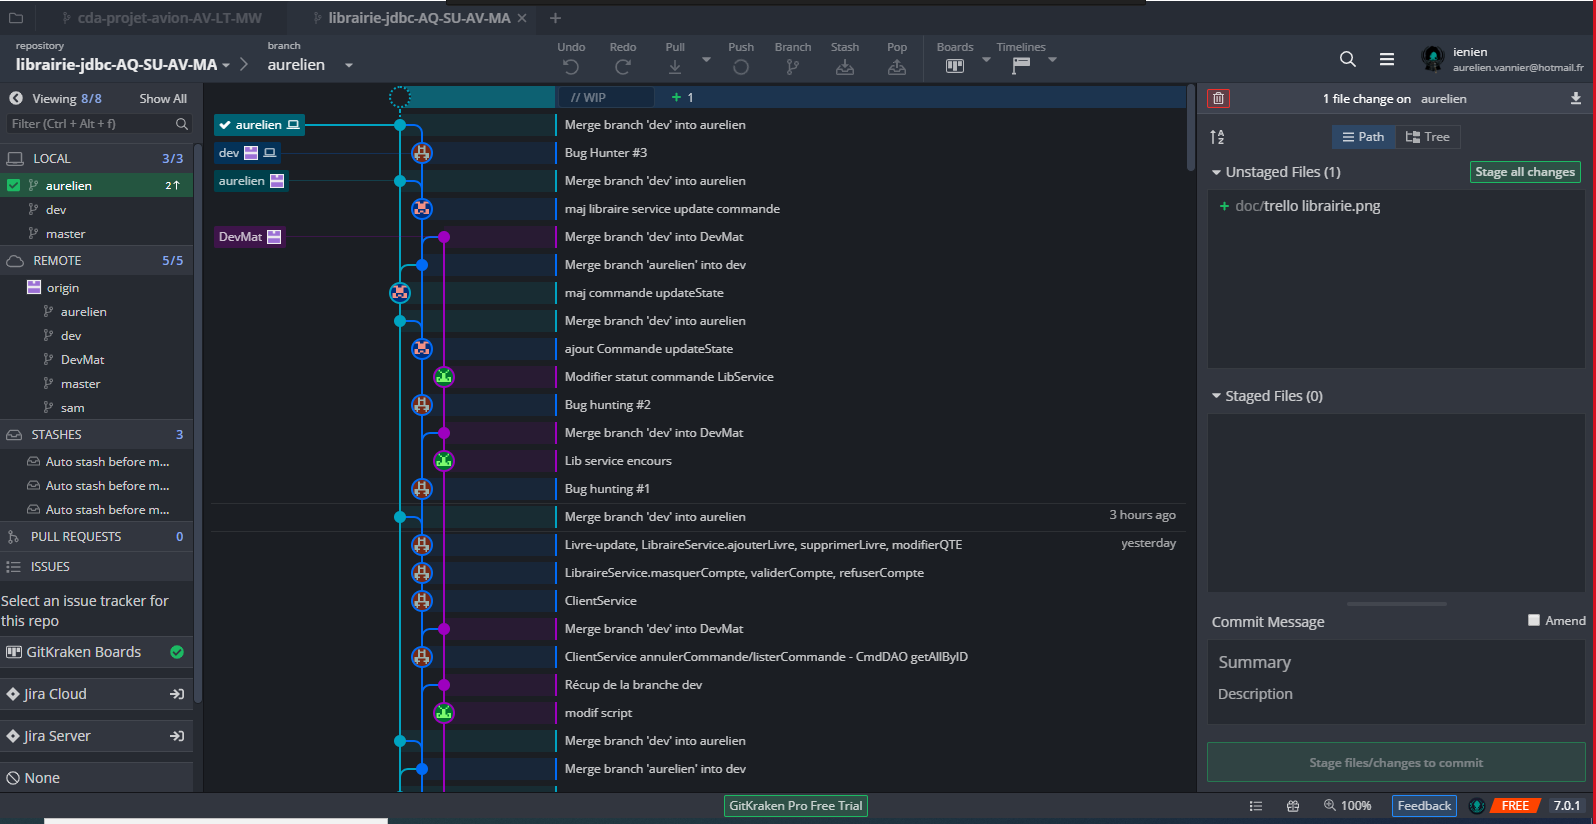 cda-projet-avion-AV-LT-MW
librairie-jdbc-AQ-SU-AV-MA
repository
librairie-jdbc-AQ-SU-AV-MA
branch
aurelien
Undo
Redo
Pull
Push
Branch
Stash
Pop
Boards
Timelines
ienien
aurelien.vannier@hotmail.fr
Viewing 8/8
Show All
Filter (Ctrl + Alt + f)
LOCAL
3/3
aurelien
2↑
dev
master
REMOTE
5/5
origin
aurelien
dev
DevMat
master
sam
STASHES
3
Auto stash before m...
Auto stash before m...
Auto stash before m...
PULL REQUESTS
0
ISSUES
Select an issue tracker for
this repo
GitKraken Boards
Jira Cloud
Jira Server
None
// WIP
+ 1
aurelien
Merge branch 'dev' into aurelien
dev
Bug Hunter #3
aurelien
Merge branch 'dev' into aurelien
maj libraire service update commande
DevMat
Merge branch 'dev' into DevMat
Merge branch 'aurelien' into dev
maj commande updateState
Merge branch 'dev' into aurelien
ajout Commande updateState
Modifier statut commande LibService
Bug hunting #2
Merge branch 'dev' into DevMat
Lib service encours
Bug hunting #1
Merge branch 'dev' into aurelien
3 hours ago
Livre-update, LibraireService.ajouterLivre, supprimerLivre, modifierQTE
yesterday
LibraireService.masquerCompte, validerCompte, refuserCompte
ClientService
Merge branch 'dev' into DevMat
ClientService annulerCommande/listerCommande - CmdDAO getAllByID
Récup de la branche dev
modif script
Merge branch 'dev' into aurelien
Merge branch 'aurelien' into dev
1 file change on aurelien
Path
Tree
Unstaged Files (1)
Stage all changes
+ doc/trello librairie.png
Staged Files (0)
Commit Message
Amend
Summary
Description
Stage files/changes to commit
GitKraken Pro Free Trial
100%
Feedback
FREE
7.0.1